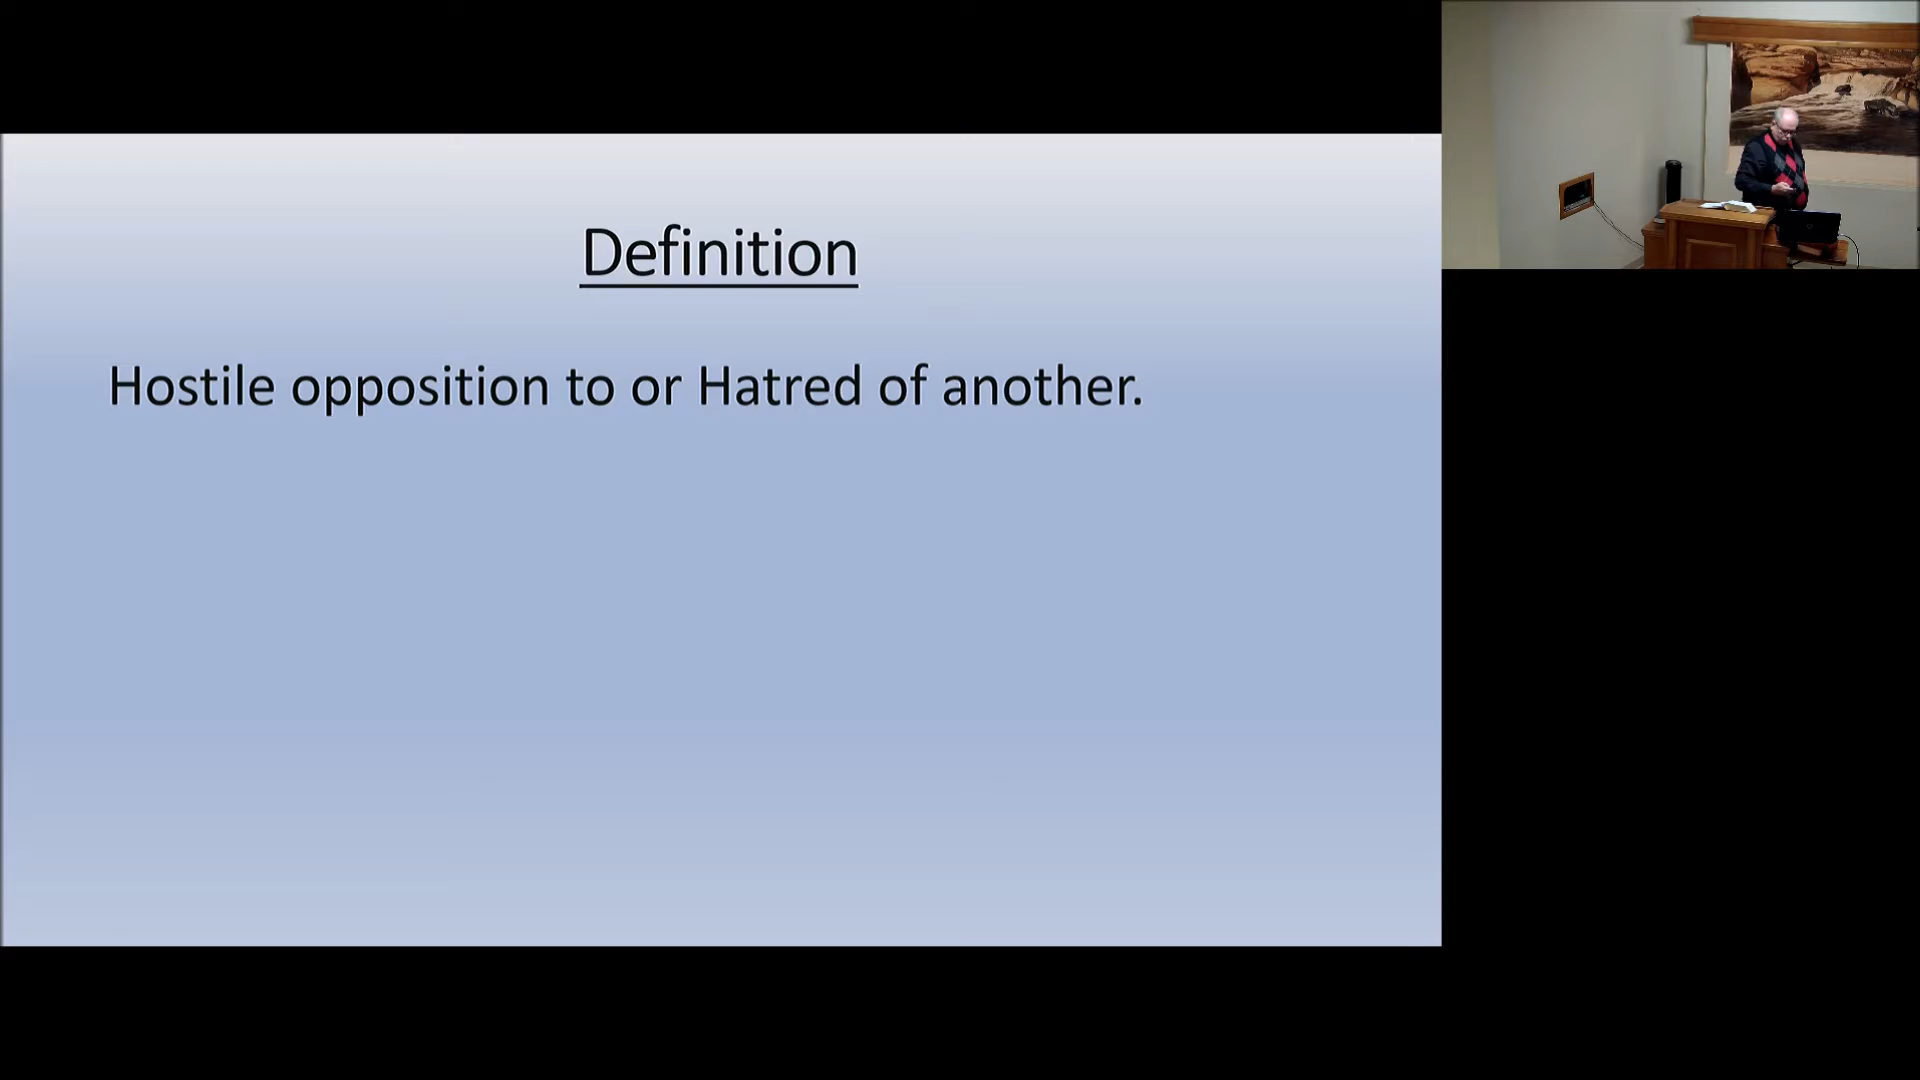 Definition
Hostile opposition to or Hatred of another.